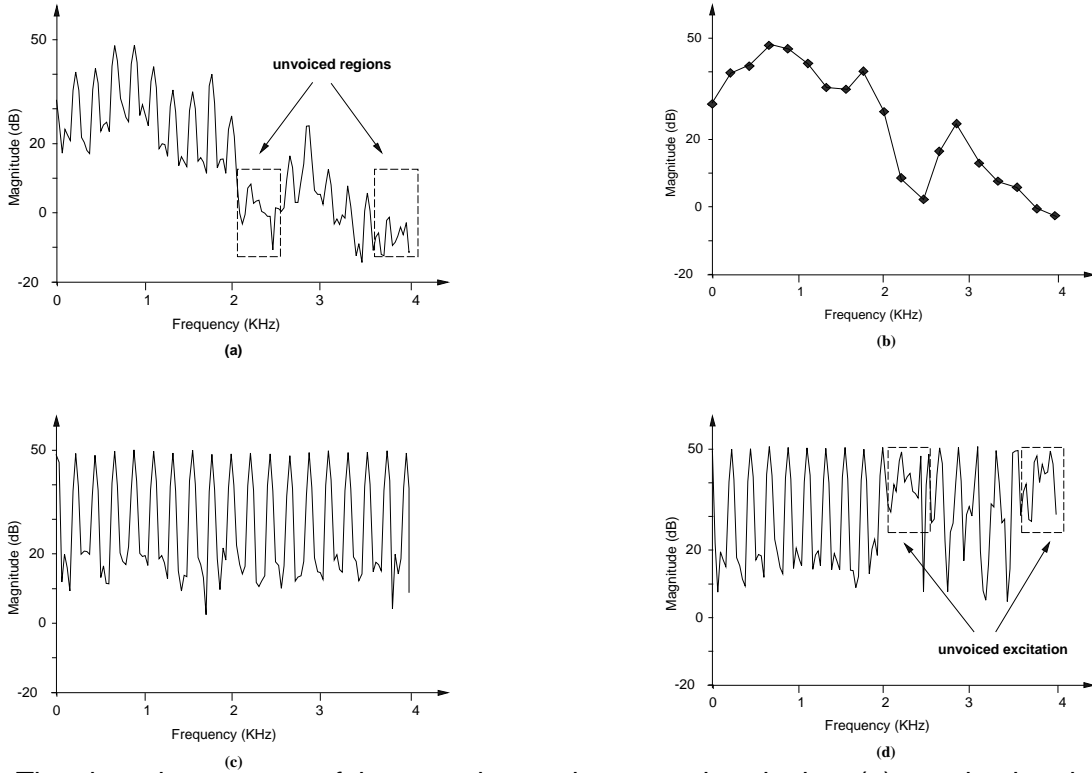 50
20
0
-20
0 1 2 3 4
Magnitude (dB)
Frequency (KHz)
unvoiced regions
(a)
50
20
0
-20
0 1 2 3 4
Magnitude (dB)
Frequency (KHz)
(b)
50
20
0
-20
0 1 2 3 4
Magnitude (dB)
Frequency (KHz)
(c)
50
20
0
-20
0 1 2 3 4
Magnitude (dB)
Frequency (KHz)
unvoiced excitation
(d)